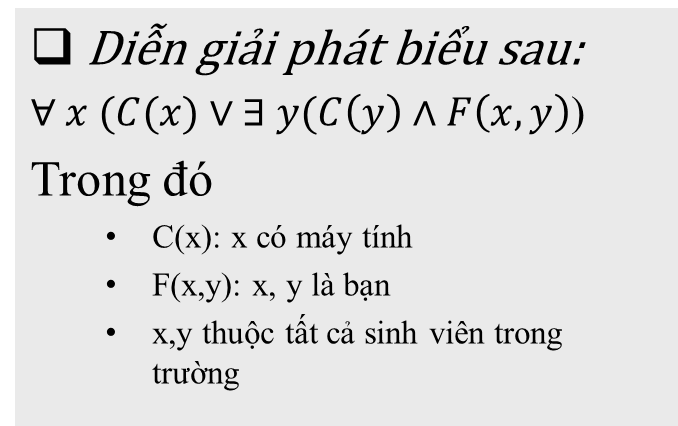 ❑ Diễn giải phát biểu sau:
∀ x (C(x) ∨ ∃ y(C(y) ∧ F(x, y))
Trong đó
• C(x): x có máy tính
• F(x,y): x, y là bạn
• x,y thuộc tất cả sinh viên trong
trường